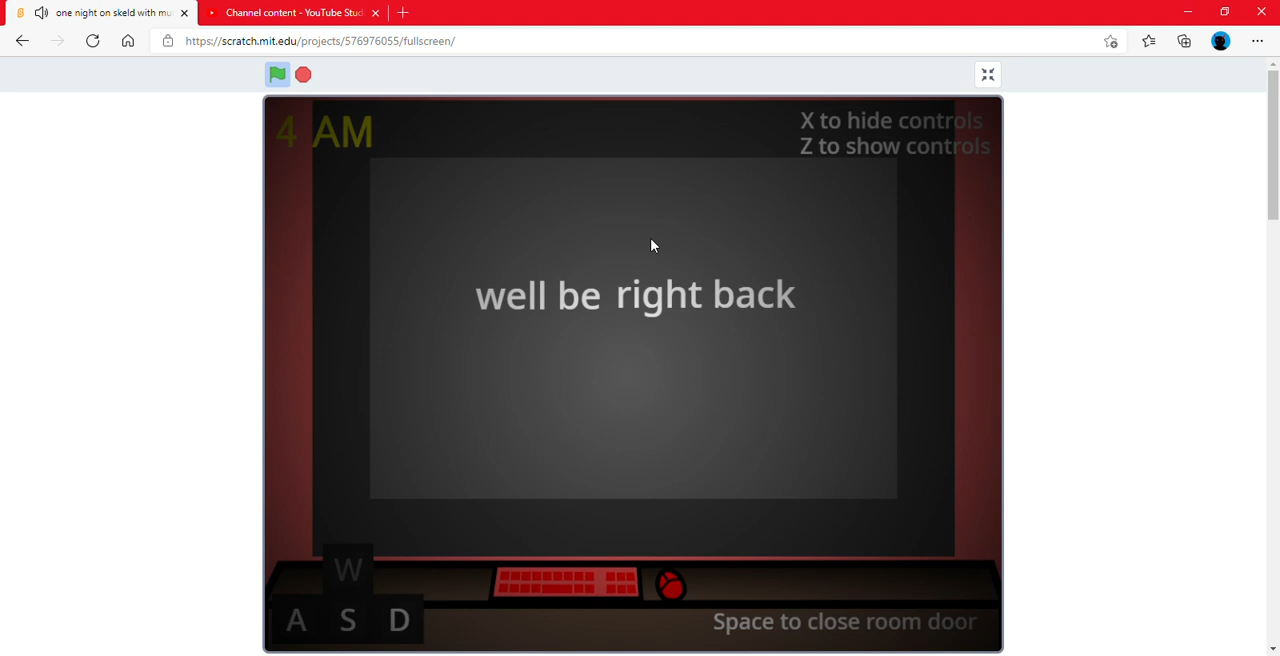 one night on skeld with mu
Channel content - YouTube Stud
https://scratch.mit.edu/projects/576976055/fullscreen/
4 AM
X to hide controls
Z to show controls
well be right back
W
A S D
Space to close room door